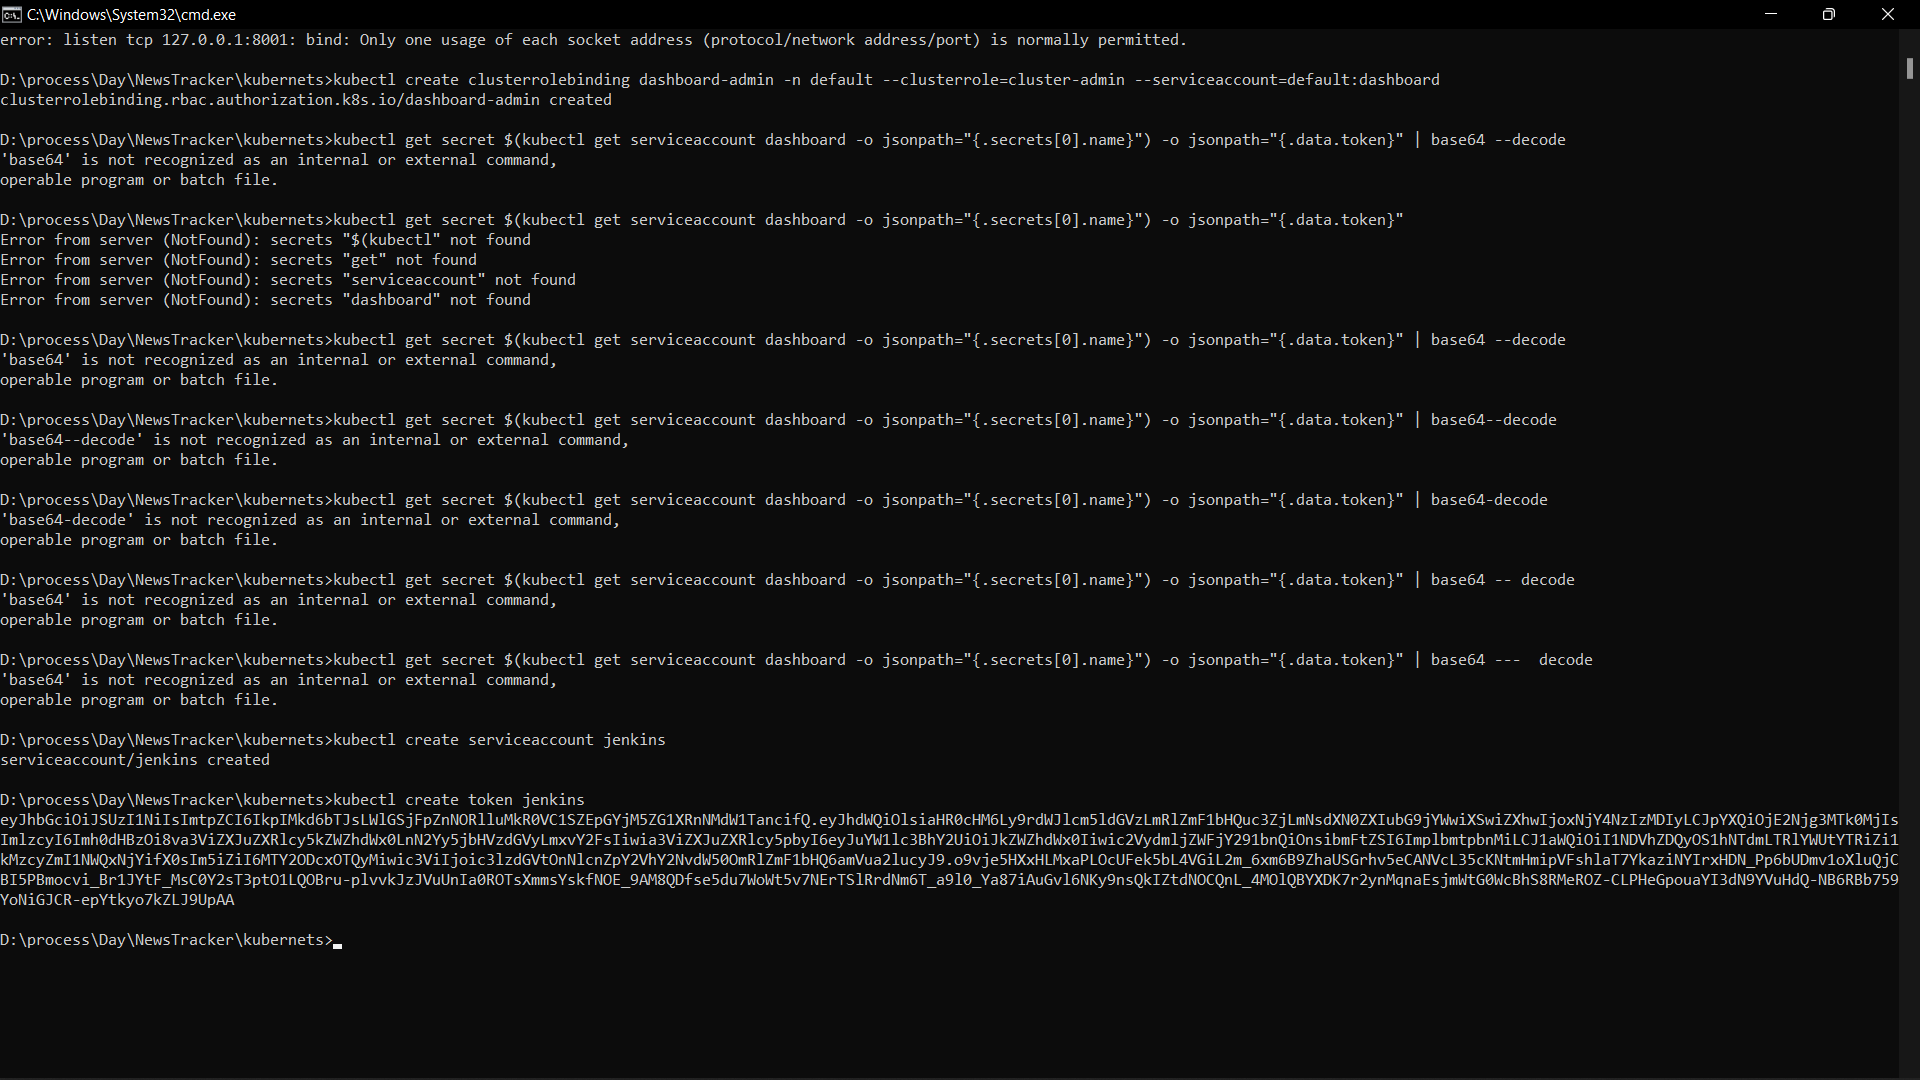 C:\Windows\System32\cmd.exe
error: listen tcp 127.0.0.1:8001: bind: Only one usage of each socket address (protocol/network address/port) is normally permitted.
D:\process\Day\NewsTracker\kubernets>kubectl create clusterrolebinding dashboard-admin -n default --clusterrole=cluster-admin --serviceaccount=default:dashboard
clusterrolebinding.rbac.authorization.k8s.io/dashboard-admin created
D:\process\Day\NewsTracker\kubernets>kubectl get secret $(kubectl get serviceaccount dashboard -o jsonpath="{.secrets[0].name}") -o jsonpath="{.data.token}" | base64 --decode
'base64' is not recognized as an internal or external command,
operable program or batch file.
D:\process\Day\NewsTracker\kubernets>kubectl get secret $(kubectl get serviceaccount dashboard -o jsonpath="{.secrets[0].name}") -o jsonpath="{.data.token}"
Error from server (NotFound): secrets "$(kubectl" not found
Error from server (NotFound): secrets "get" not found
Error from server (NotFound): secrets "serviceaccount" not found
Error from server (NotFound): secrets "dashboard" not found
D:\process\Day\NewsTracker\kubernets>kubectl get secret $(kubectl get serviceaccount dashboard -o jsonpath="{.secrets[0].name}") -o jsonpath="{.data.token}" | base64 --decode
'base64' is not recognized as an internal or external command,
operable program or batch file.
D:\process\Day\NewsTracker\kubernets>kubectl get secret $(kubectl get serviceaccount dashboard -o jsonpath="{.secrets[0].name}") -o jsonpath="{.data.token}" | base64--decode
'base64--decode' is not recognized as an internal or external command,
operable program or batch file.
D:\process\Day\NewsTracker\kubernets>kubectl get secret $(kubectl get serviceaccount dashboard -o jsonpath="{.secrets[0].name}") -o jsonpath="{.data.token}" | base64-decode
'base64-decode' is not recognized as an internal or external command,
operable program or batch file.
D:\process\Day\NewsTracker\kubernets>kubectl get secret $(kubectl get serviceaccount dashboard -o jsonpath="{.secrets[0].name}") -o jsonpath="{.data.token}" | base64 -- decode
'base64' is not recognized as an internal or external command,
operable program or batch file.
D:\process\Day\NewsTracker\kubernets>kubectl get secret $(kubectl get serviceaccount dashboard -o jsonpath="{.secrets[0].name}") -o jsonpath="{.data.token}" | base64 ---  decode
'base64' is not recognized as an internal or external command,
operable program or batch file.
D:\process\Day\NewsTracker\kubernets>kubectl create serviceaccount jenkins
serviceaccount/jenkins created
D:\process\Day\NewsTracker\kubernets>kubectl create token jenkins
D:\process\Day\NewsTracker\kubernets>